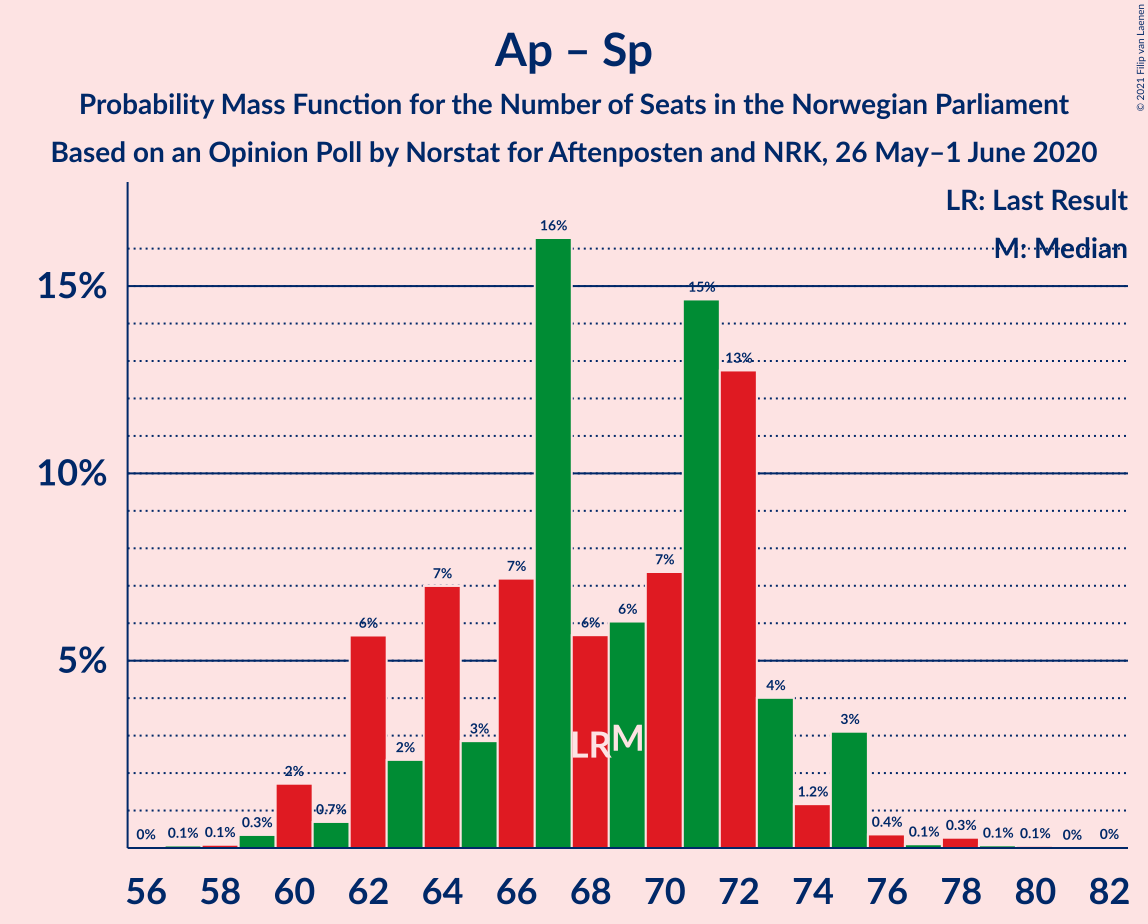 Ap – Sp
Probability Mass Function for the Number of Seats in the Norwegian Parliament
Based on an Opinion Poll by Norstat for Aftenposten and NRK, 26 May–1 June 2020
© 2021 Filip van Laenen
LR: Last Result
M: Median
15%
10%
5%
0% 0.1% 0.1% 0.3% 2% 0.7% 6% 2% 7% 3% 7% 16% 6% 6% 7% 15% 13% 4% 1.2% 3% 0.4% 0.1% 0.3% 0.1% 0.1% 0% 0%
LR M
56 58 60 62 64 66 68 70 72 74 76 78 80 82